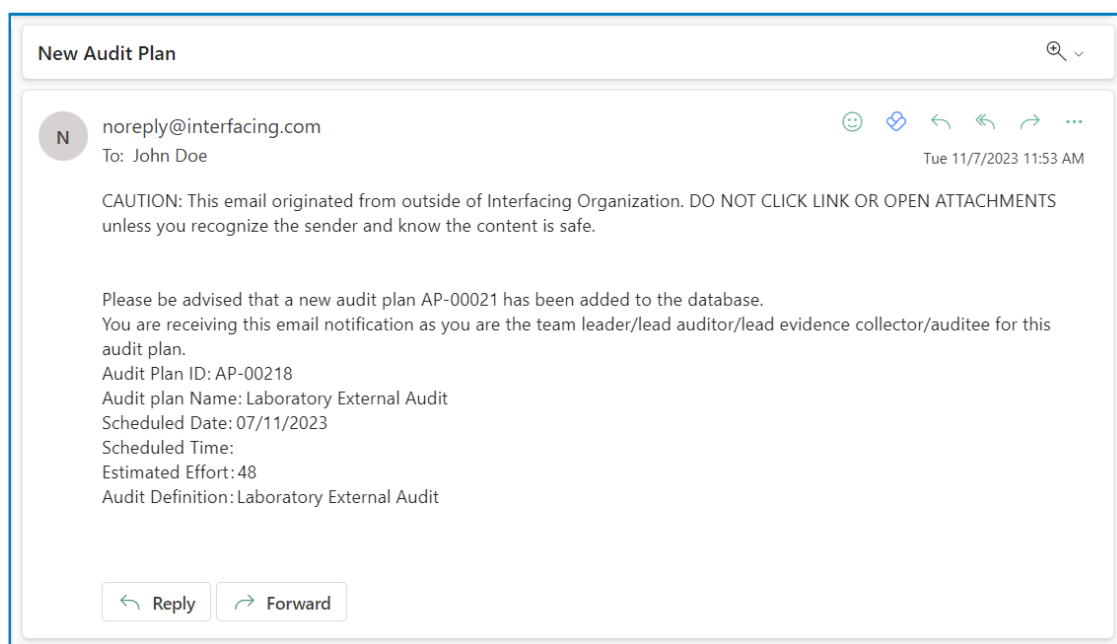 New Audit Plan
N
noreply@interfacing.com
To: John Doe
Tue 11/7/2023 11:53 AM
CAUTION: This email originated from outside of Interfacing Organization. DO NOT CLICK LINK OR OPEN ATTACHMENTS
unless you recognize the sender and know the content is safe.
Please be advised that a new audit plan AP-00021 has been added to the database.
You are receiving this email notification as you are the team leader/lead auditor/lead evidence collector/auditee for this
audit plan.
Audit Plan ID: AP-00218
Audit plan Name: Laboratory External Audit
Scheduled Date: 07/11/2023
Scheduled Time:
Estimated Effort: 48
Audit Definition: Laboratory External Audit
Reply
Forward